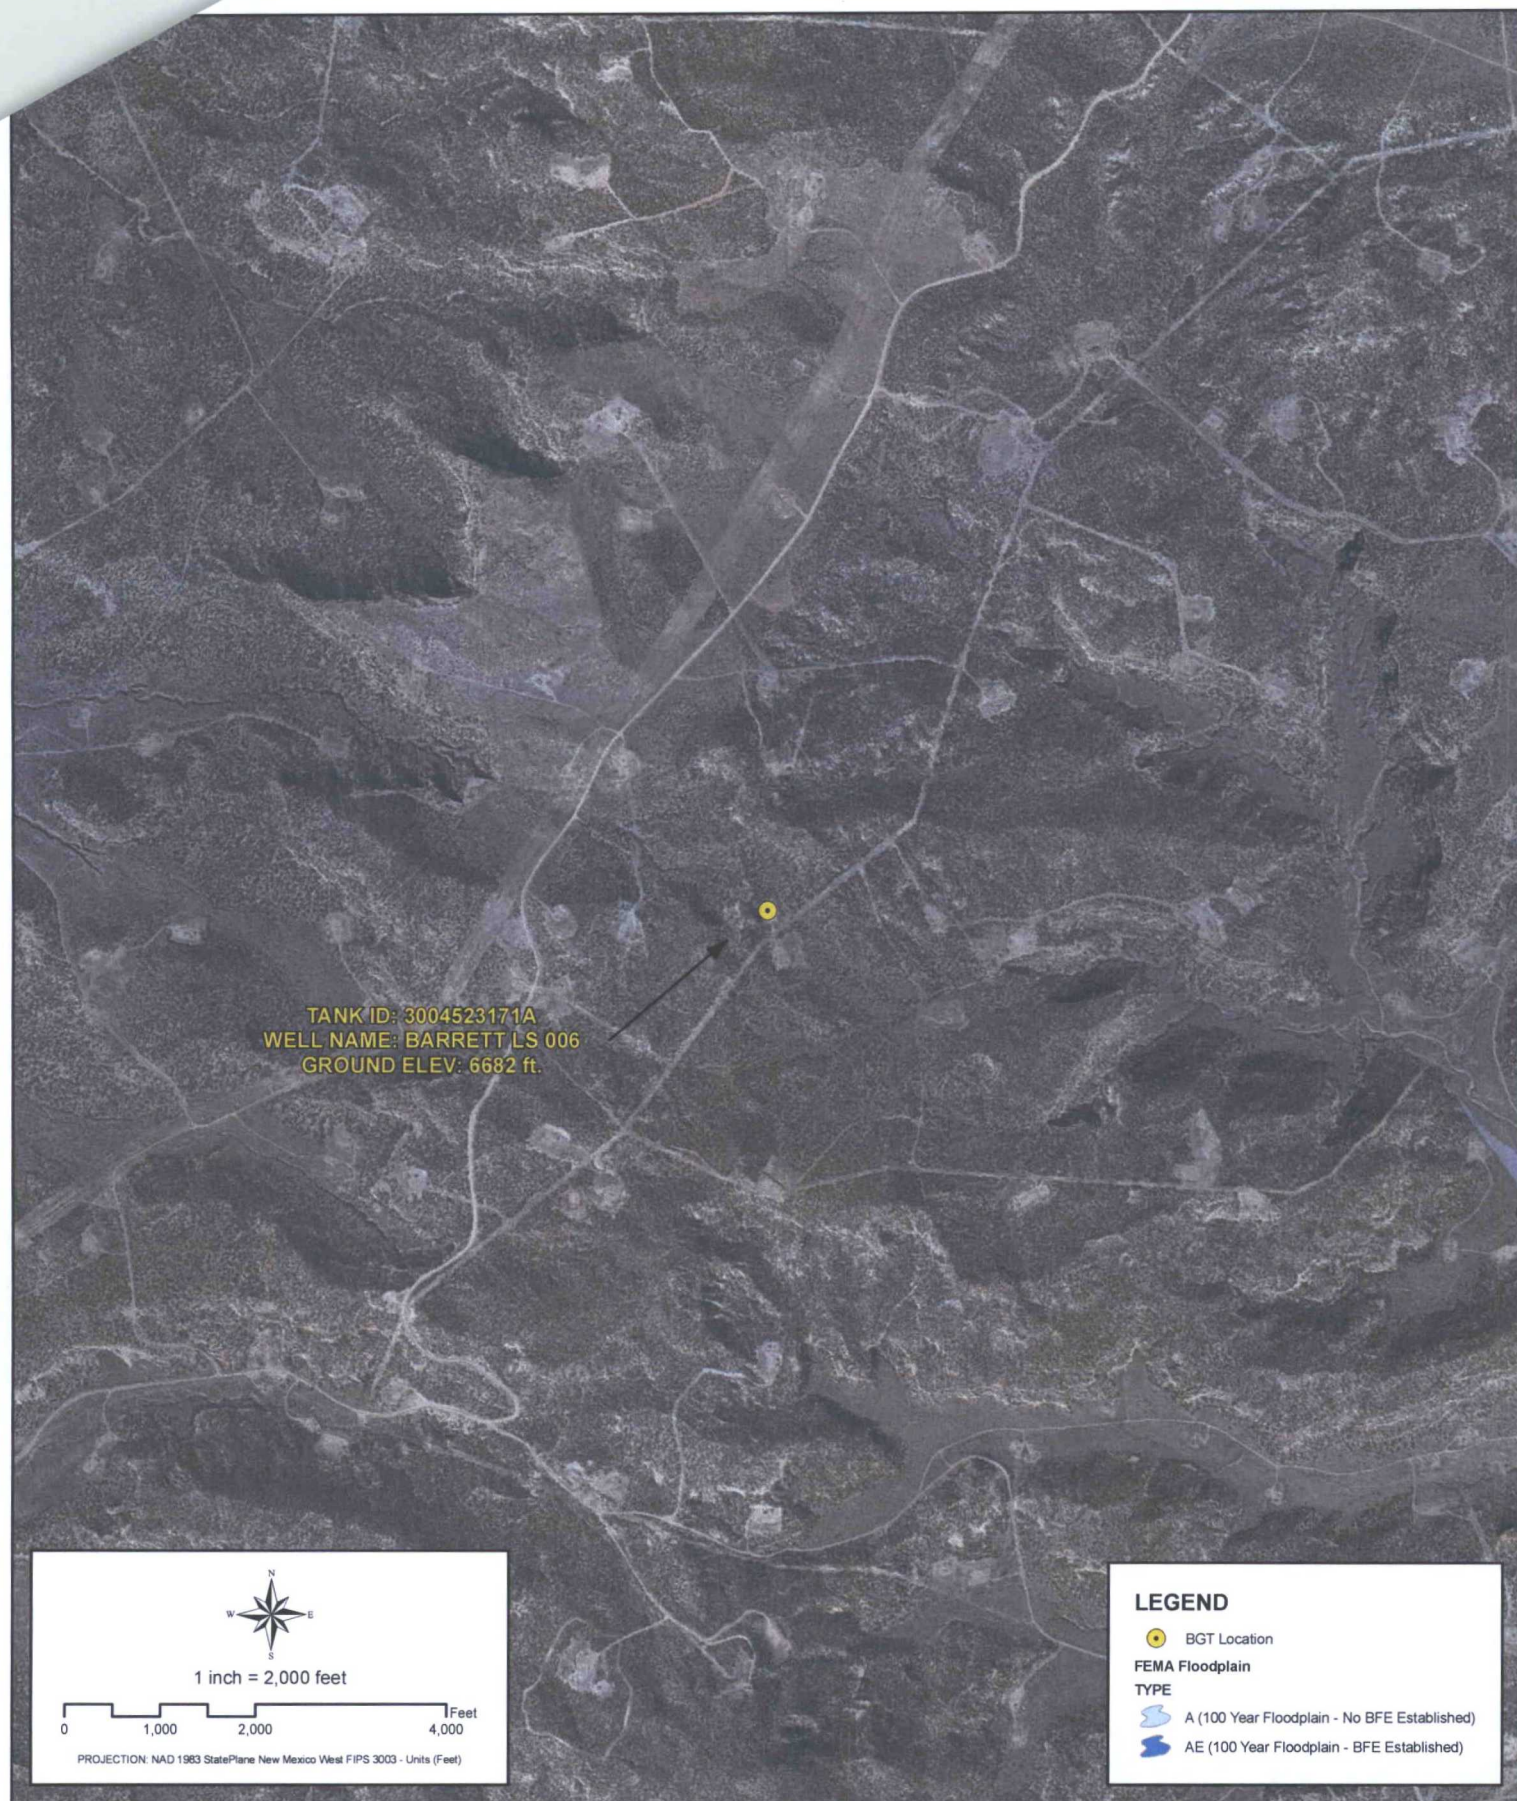 TANK ID: 3004523171A
WELL NAME: BARRETT LS 006
GROUND ELEV: 6682 ft.
N
W E
S
1 inch = 2,000 feet
Feet
0 1,000 2,000 4,000
PROJECTION: NAD 1983 StatePlane New Mexico West FIPS 3003 - Units (Feet)
LEGEND
BGT Location
FEMA Floodplain
TYPE
A (100 Year Floodplain - No BFE Established)
AE (100 Year Floodplain - BFE Established)